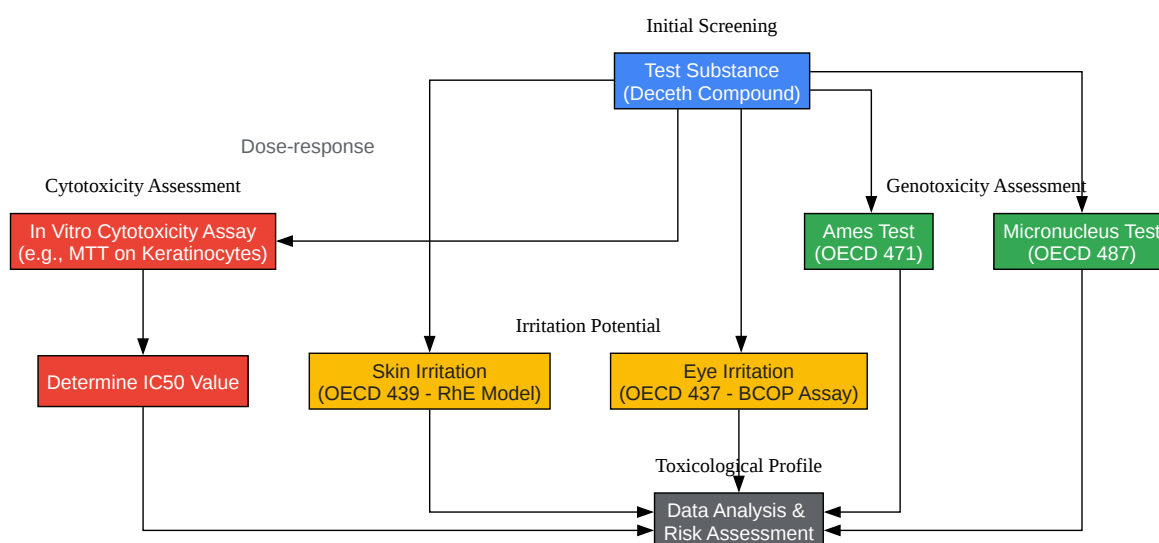 Initial Screening
Test Substance
(Deceth Compound)
Dose-response
Cytotoxicity Assessment
Genotoxicity Assessment
In Vitro Cytotoxicity Assay
(e.g., MTT on Keratinocytes)
Ames Test
(OECD 471)
Micronucleus Test
(OECD 487)
Irritation Potential
Determine IC50 Value
Skin Irritation
(OECD 439 - RhE Model)
Eye Irritation
(OECD 437 - BCOP Assay)
Toxicological Profile
Data Analysis &
Risk Assessment